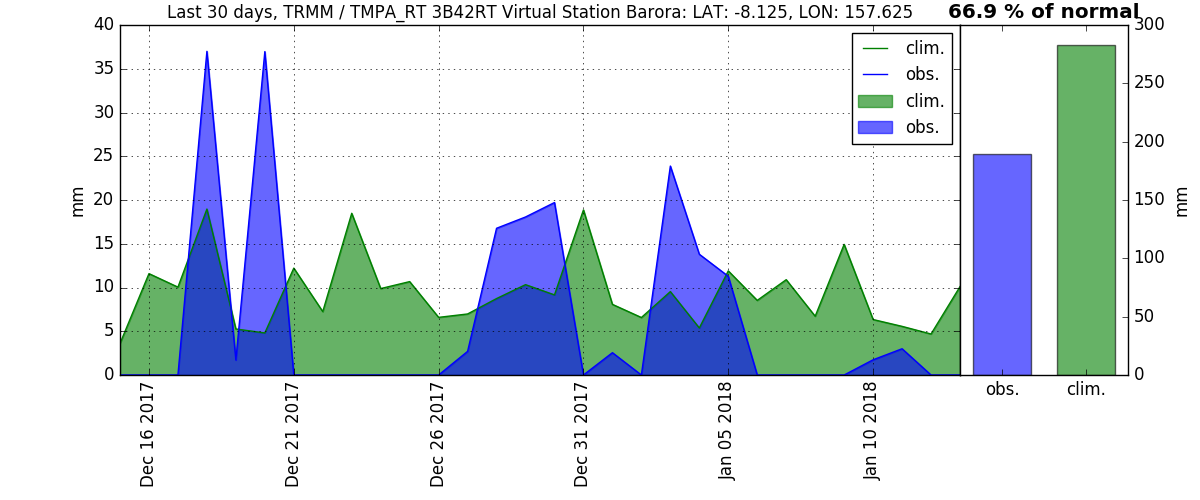 Last 30 days, TRMM / TMPA_RT 3B42RT Virtual Station Barora: LAT: -8.125, LON: 157.625
66.9 % of normal
40
35
30
25
20
15
10
5
0
mm
clim.
obs.
clim.
obs.
Dec 16 2017
Dec 21 2017
Dec 26 2017
Dec 31 2017
Jan 05 2018
Jan 10 2018
300
250
200
150
100
50
0
mm
obs.
clim.